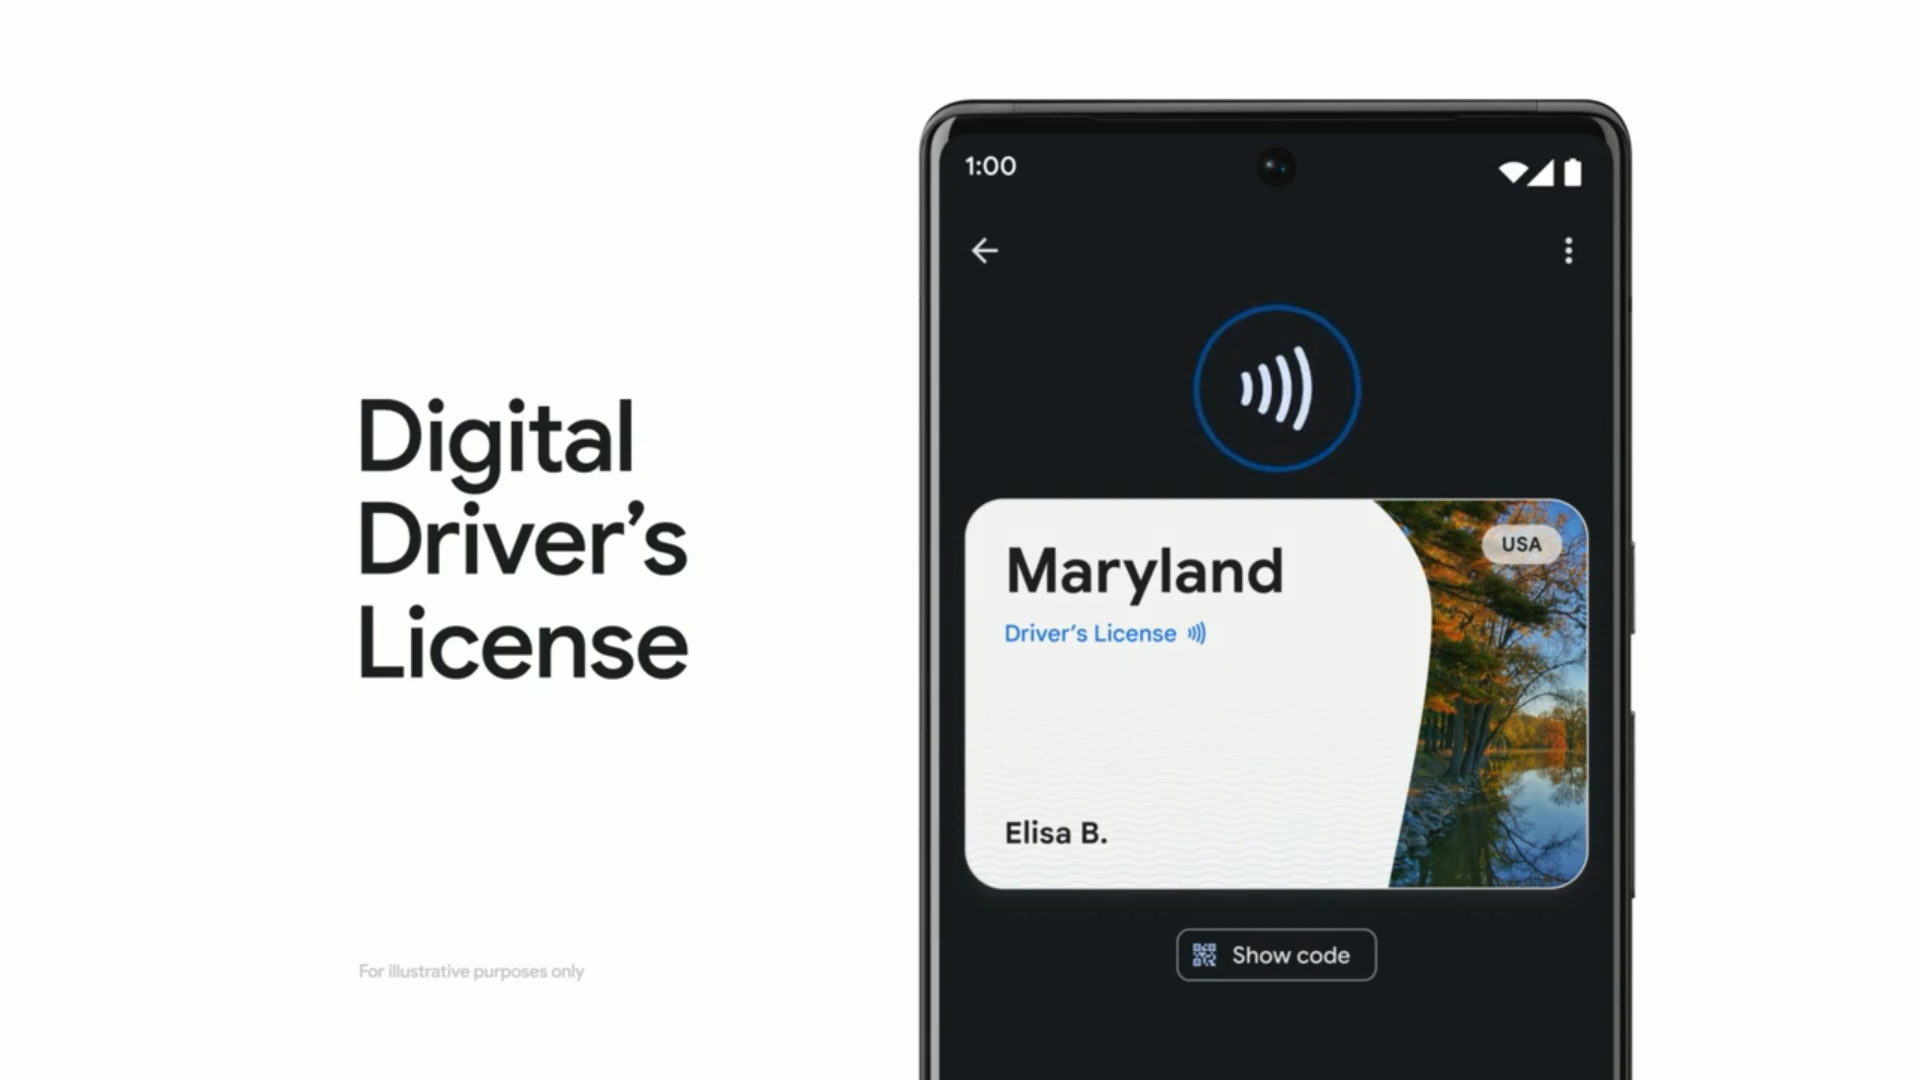 Digital
Driver’s
License
For illustrative purposes only
1:00
USA
Maryland
Driver’s License
Elisa B.
Show code